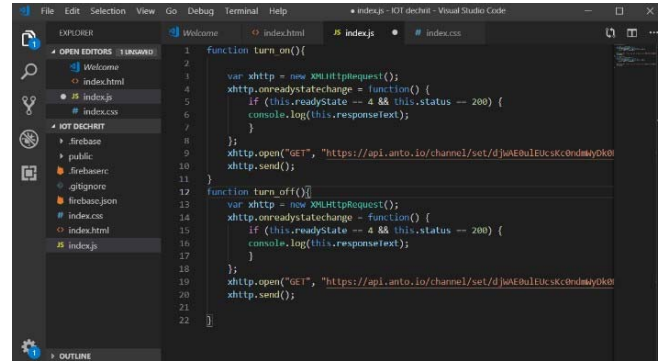 File Edit Selection View Go Debug Terminal Help
index.js - IOT dechrit - Visual Studio Code
EXPLORER
OPEN EDITORS 1 UNSAVED
Welcome
index.html
JS index.js
# index.css
IOT DECHRIT
.firebase
public
.firebaserc
.gitignore
firebase.json
# index.css
index.html
JS index.js
OUTLINE
Welcome index.html JS index.js # index.css
1 function turn_on(){
2
3 var xhttp = new XMLHttpRequest();
4 xhttp.onreadystatechange = function() {
5 if (this.readyState == 4 && this.status == 200) {
6 console.log(this.responseText);
7 }
8 };
9 xhttp.open("GET", "https://api.anto.io/channel/set/
10 xhttp.send();
11 }
12 function turn_off(){
13 var xhttp = new XMLHttpRequest();
14 xhttp.onreadystatechange = function() {
15 if (this.readyState == 4 && this.status == 200) {
16 console.log(this.responseText);
17 }
18 };
19 xhttp.open("GET", "https://api.anto.io/channel/set/
20 xhttp.send();
21
22 }